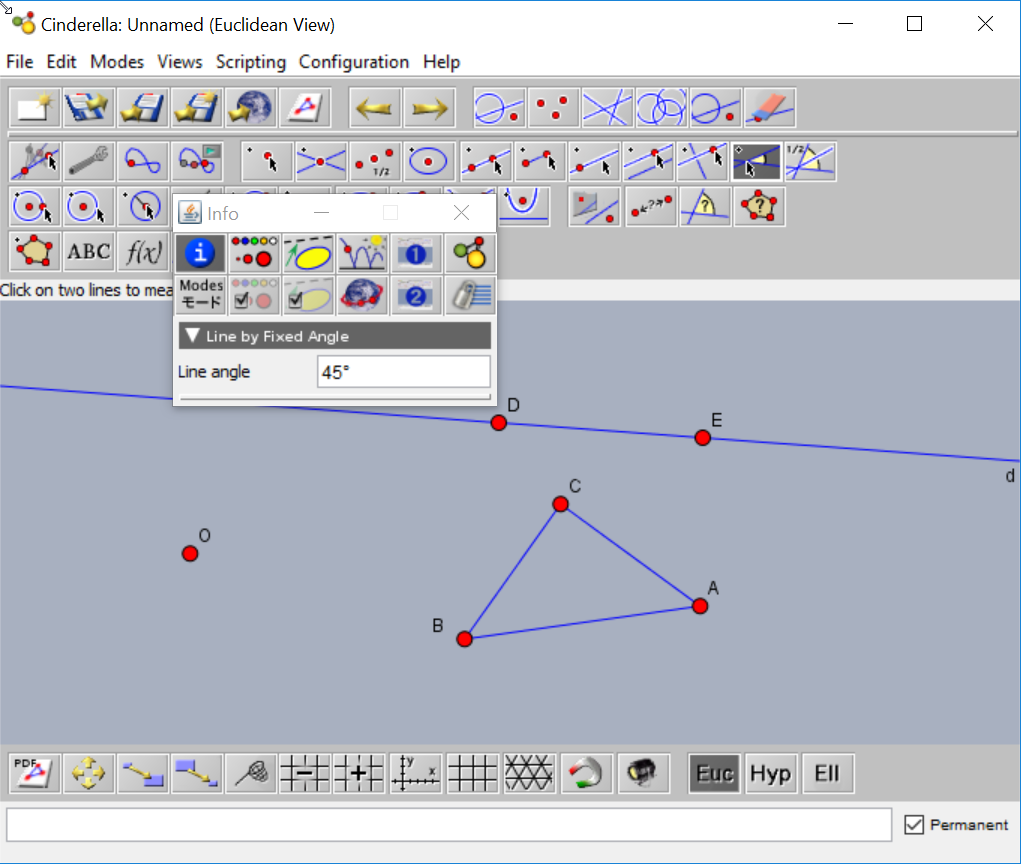 Cinderella: Unnamed (Euclidean View)
File Edit Modes Views Scripting Configuration Help
1/2
1/2
?
?
?
Info
ABC f(x)
i
1
Click on two lines to mea
Modes
モード
2
Line by Fixed Angle
Line angle 45°
D
E
d
C
O
A
B
PDF
y
x
Euc Hyp Ell
Permanent